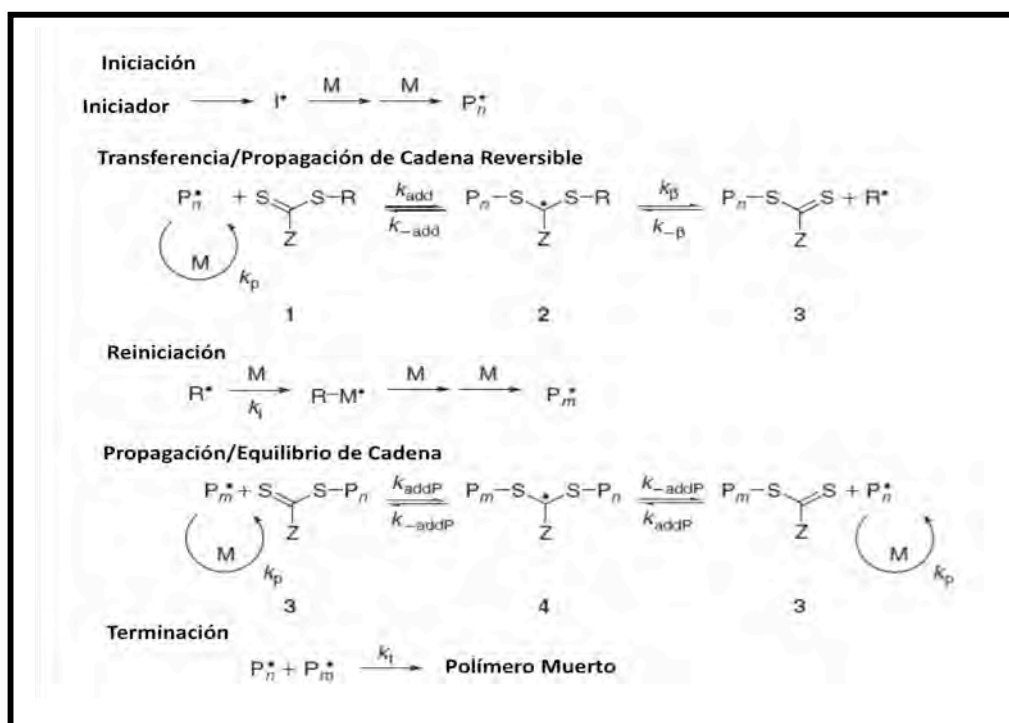 Iniciación
M M
Iniciador I• Pn•
Transferencia/Propagación de Cadena Reversible
Pn• + S S–R kadd Pn–S S–R kβ Pn–S S + R•
k–add k–β
Z Z Z
M kp
1 2 3
Reiniciación
M M M
R• R–M• Pm•
ki
Propagación/Equilibrio de Cadena
Pm• + S S–Pn kaddP Pm–S S–Pn k–addP Pm–S S + Pn•
k–addP kaddP
Z Z Z
M kp M kp
3 4 3
Terminación
Pn• + Pm• kt Polímero Muerto